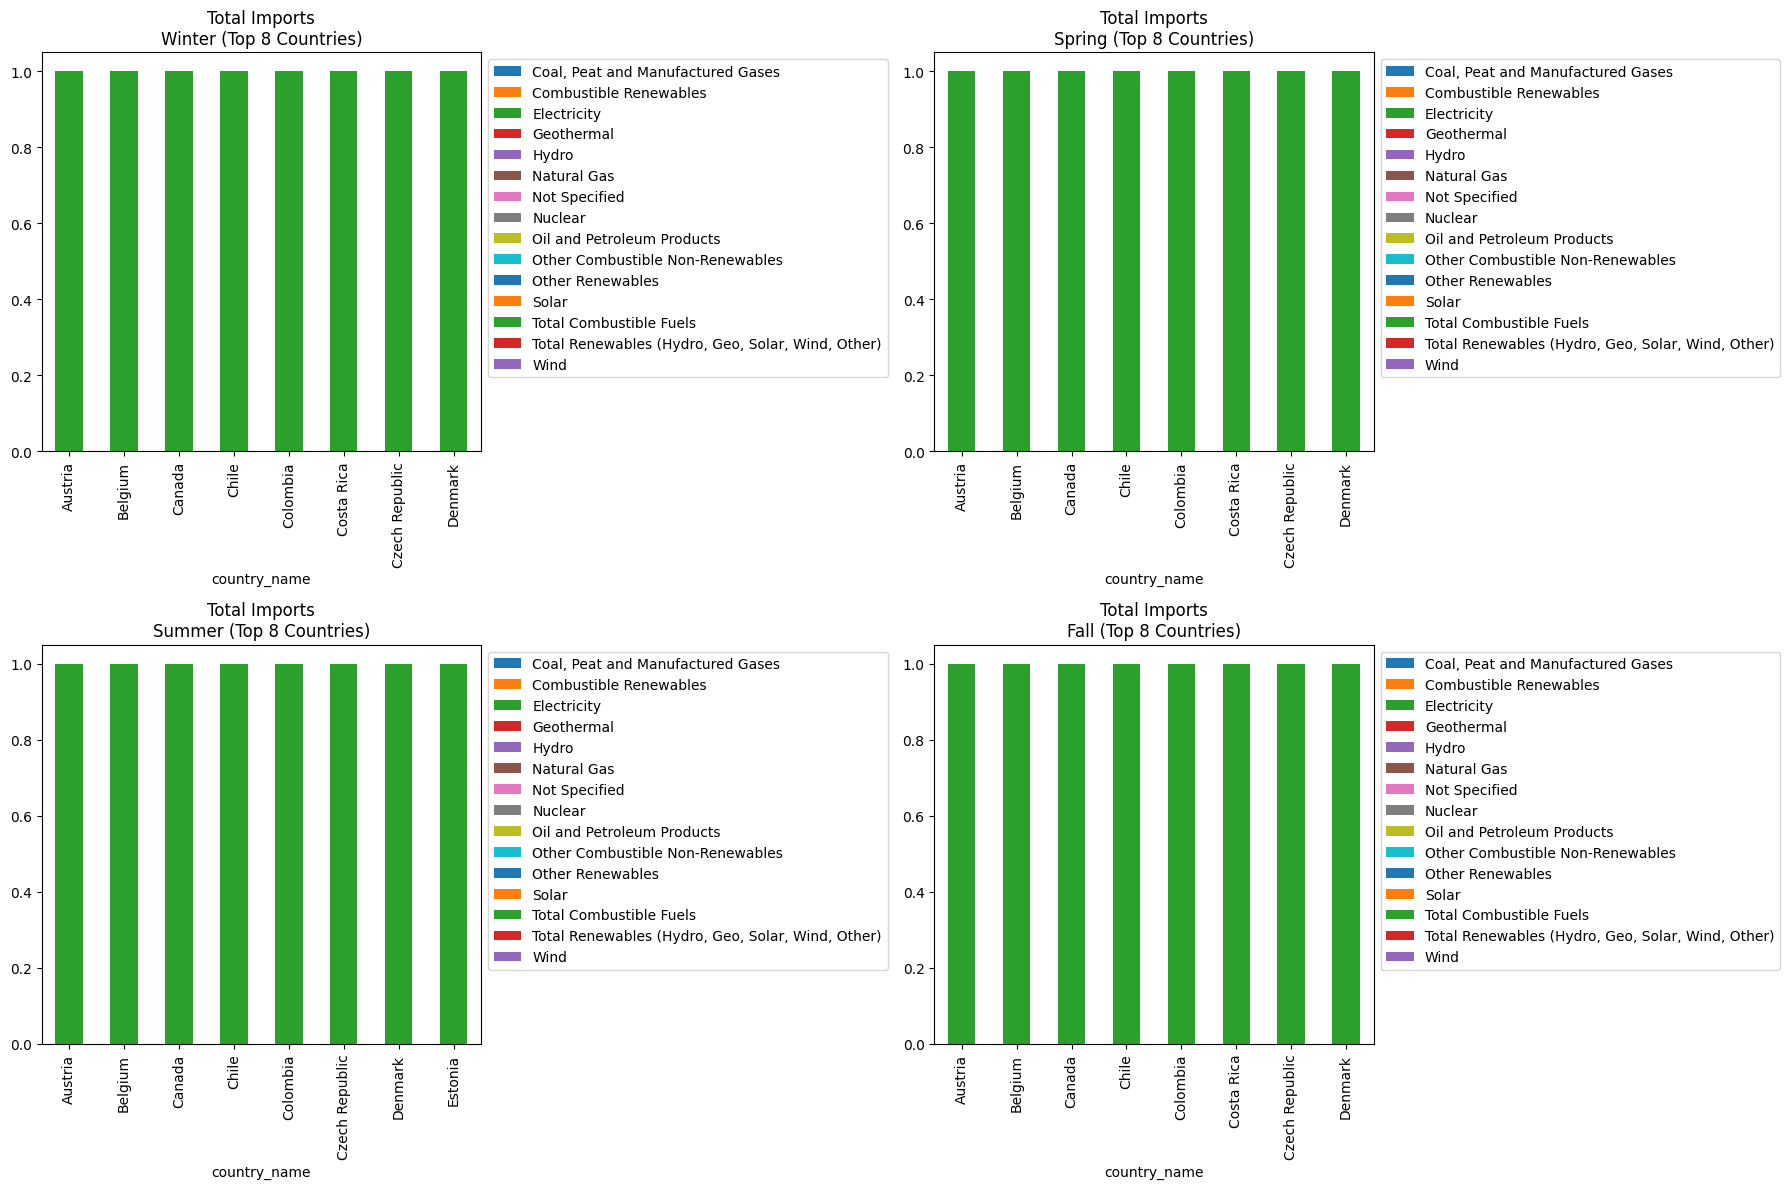 Total Imports
Winter (Top 8 Countries)
1.0
0.8
0.6
0.4
0.2
0.0
Austria
Belgium
Canada
Chile
Colombia
Costa Rica
Czech Republic
Denmark
country_name
Coal, Peat and Manufactured Gases
Combustible Renewables
Electricity
Geothermal
Hydro
Natural Gas
Not Specified
Nuclear
Oil and Petroleum Products
Other Combustible Non-Renewables
Other Renewables
Solar
Total Combustible Fuels
Total Renewables (Hydro, Geo, Solar, Wind, Other)
Wind
Total Imports
Spring (Top 8 Countries)
1.0
0.8
0.6
0.4
0.2
0.0
Austria
Belgium
Canada
Chile
Colombia
Costa Rica
Czech Republic
Denmark
country_name
Coal, Peat and Manufactured Gases
Combustible Renewables
Electricity
Geothermal
Hydro
Natural Gas
Not Specified
Nuclear
Oil and Petroleum Products
Other Combustible Non-Renewables
Other Renewables
Solar
Total Combustible Fuels
Total Renewables (Hydro, Geo, Solar, Wind, Other)
Wind
Total Imports
Summer (Top 8 Countries)
1.0
0.8
0.6
0.4
0.2
0.0
Austria
Belgium
Canada
Chile
Colombia
Czech Republic
Denmark
Estonia
country_name
Coal, Peat and Manufactured Gases
Combustible Renewables
Electricity
Geothermal
Hydro
Natural Gas
Not Specified
Nuclear
Oil and Petroleum Products
Other Combustible Non-Renewables
Other Renewables
Solar
Total Combustible Fuels
Total Renewables (Hydro, Geo, Solar, Wind, Other)
Wind
Total Imports
Fall (Top 8 Countries)
1.0
0.8
0.6
0.4
0.2
0.0
Austria
Belgium
Canada
Chile
Colombia
Costa Rica
Czech Republic
Denmark
country_name
Coal, Peat and Manufactured Gases
Combustible Renewables
Electricity
Geothermal
Hydro
Natural Gas
Not Specified
Nuclear
Oil and Petroleum Products
Other Combustible Non-Renewables
Other Renewables
Solar
Total Combustible Fuels
Total Renewables (Hydro, Geo, Solar, Wind, Other)
Wind